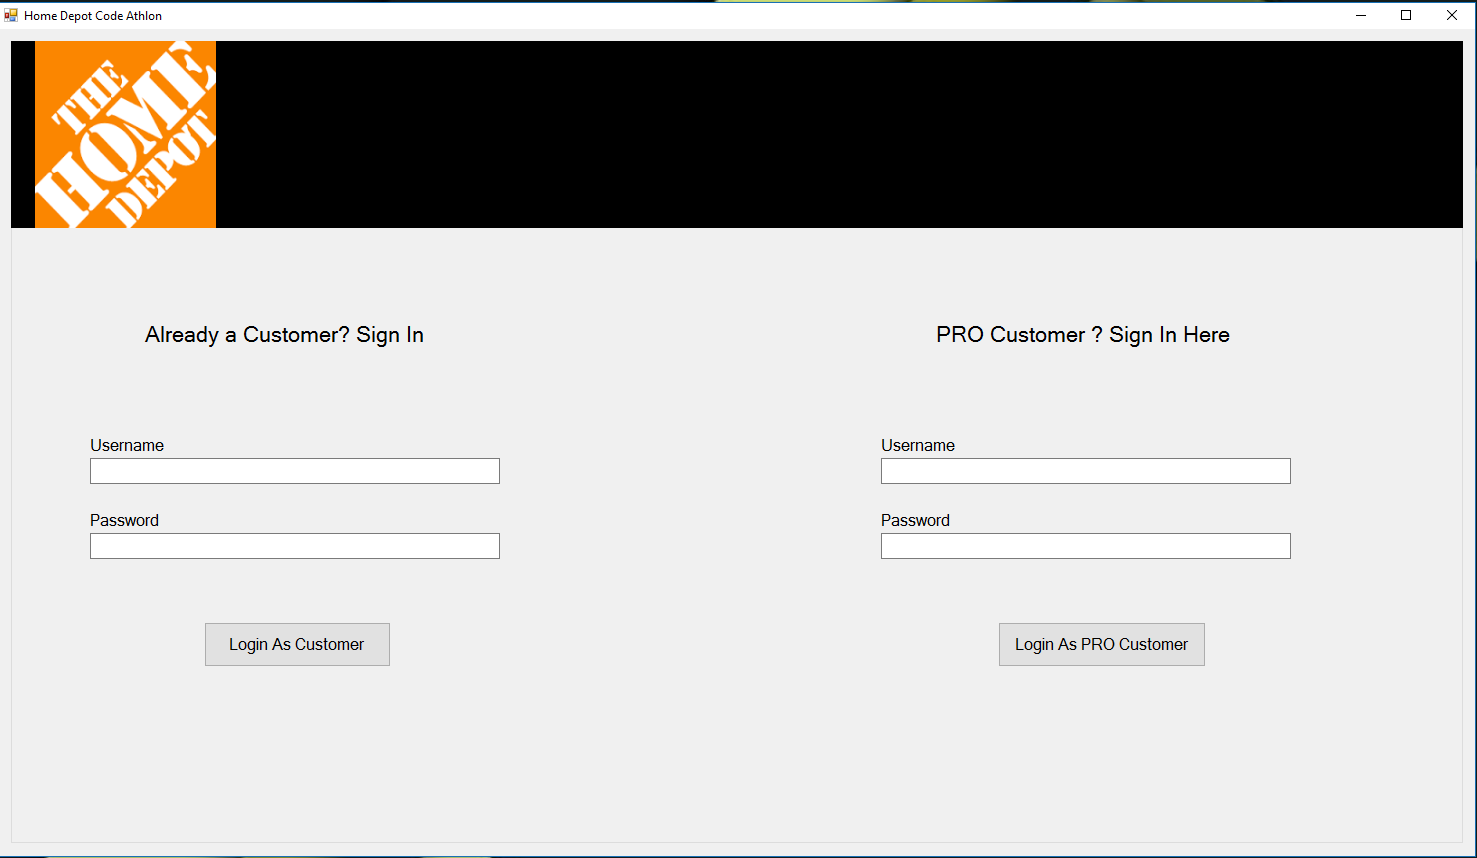 Home Depot Code Athlon
THE
HOME
DEPOT
Already a Customer? Sign In
Username
Password
Login As Customer
PRO Customer ? Sign In Here
Username
Password
Login As PRO Customer